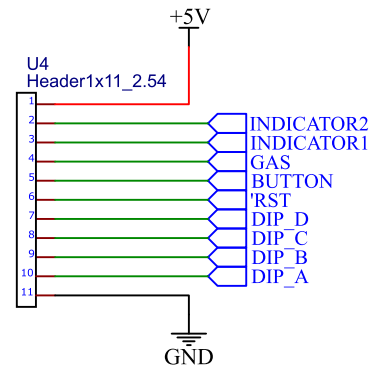 +5V
U4
Header1x11_2.54
1
2 INDICATOR2
3 INDICATOR1
4 GAS
5 BUTTON
6 'RST
7 DIP_D
8 DIP_C
9 DIP_B
10 DIP_A
11
GND